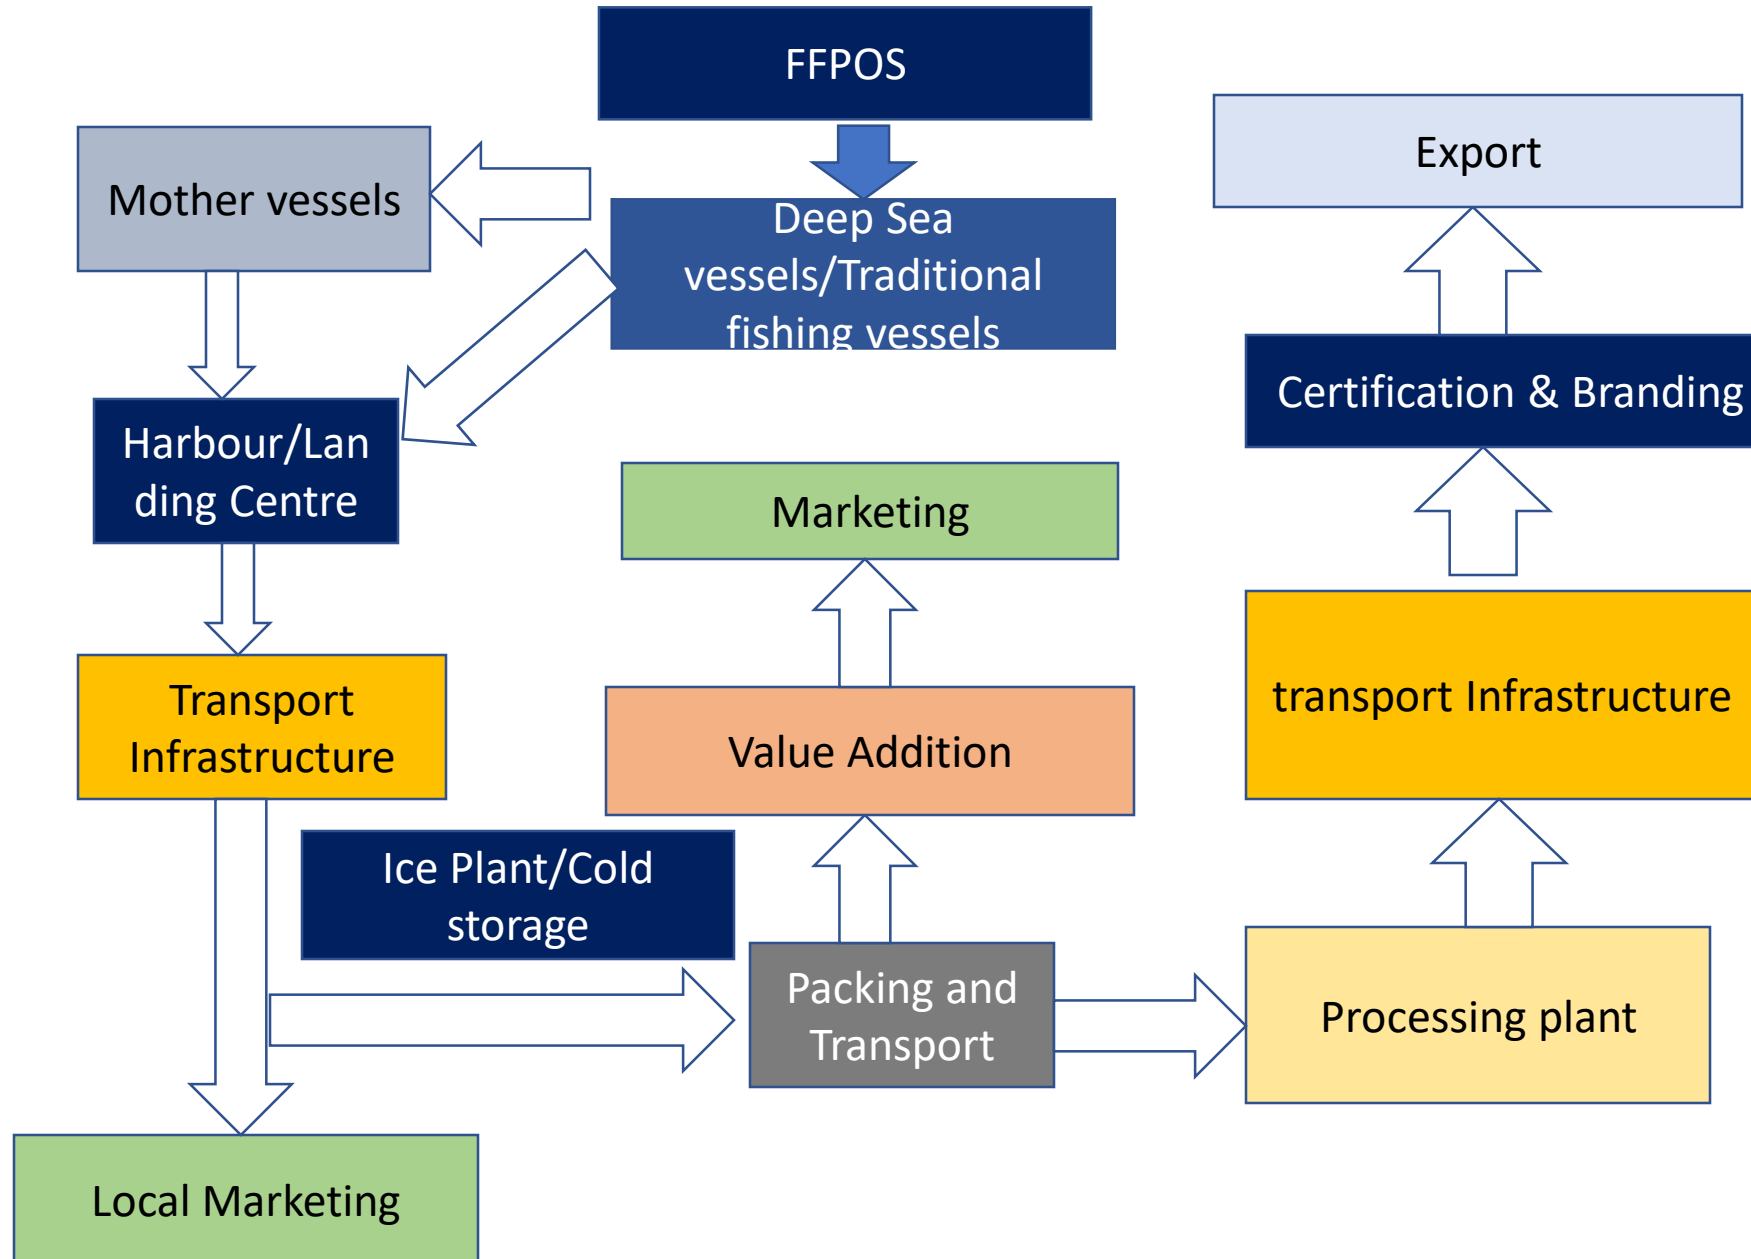 FFPOS
Export
Mother vessels
Deep Sea
vessels/Traditional
fishing vessels
Certification & Branding
Harbour/Lan
ding Centre
Marketing
Transport
Infrastructure
Value Addition
transport Infrastructure
Ice Plant/Cold
storage
Packing and
Transport
Processing plant
Local Marketing